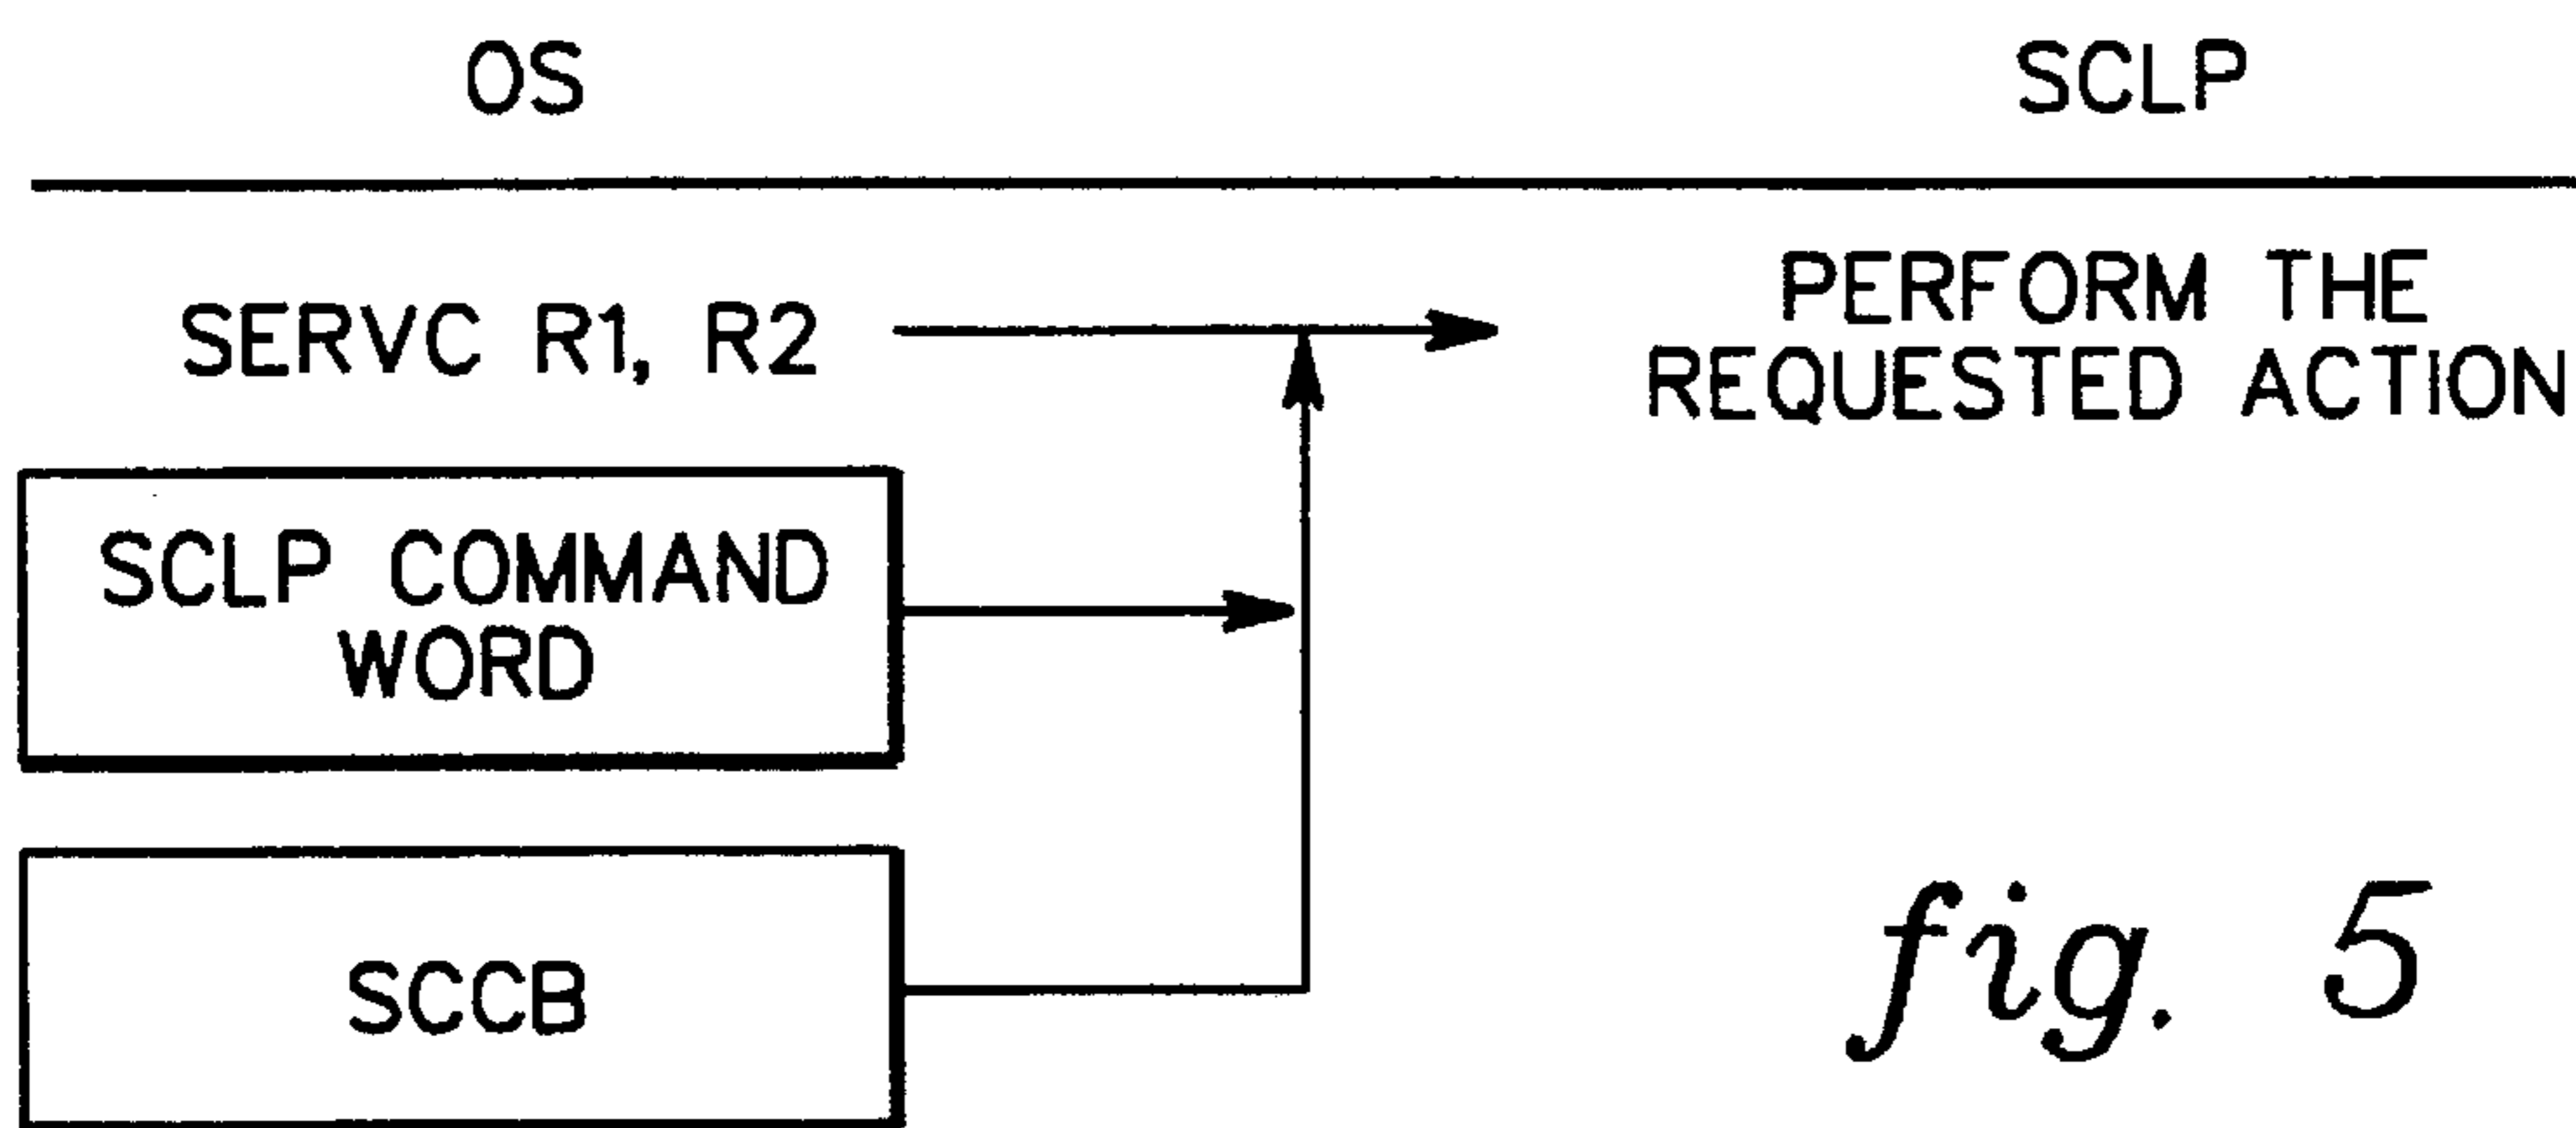 OS
SCLP
SERVC R1, R2
PERFORM THE
REQUESTED ACTION
SCLP COMMAND
WORD
SCCB
fig. 5